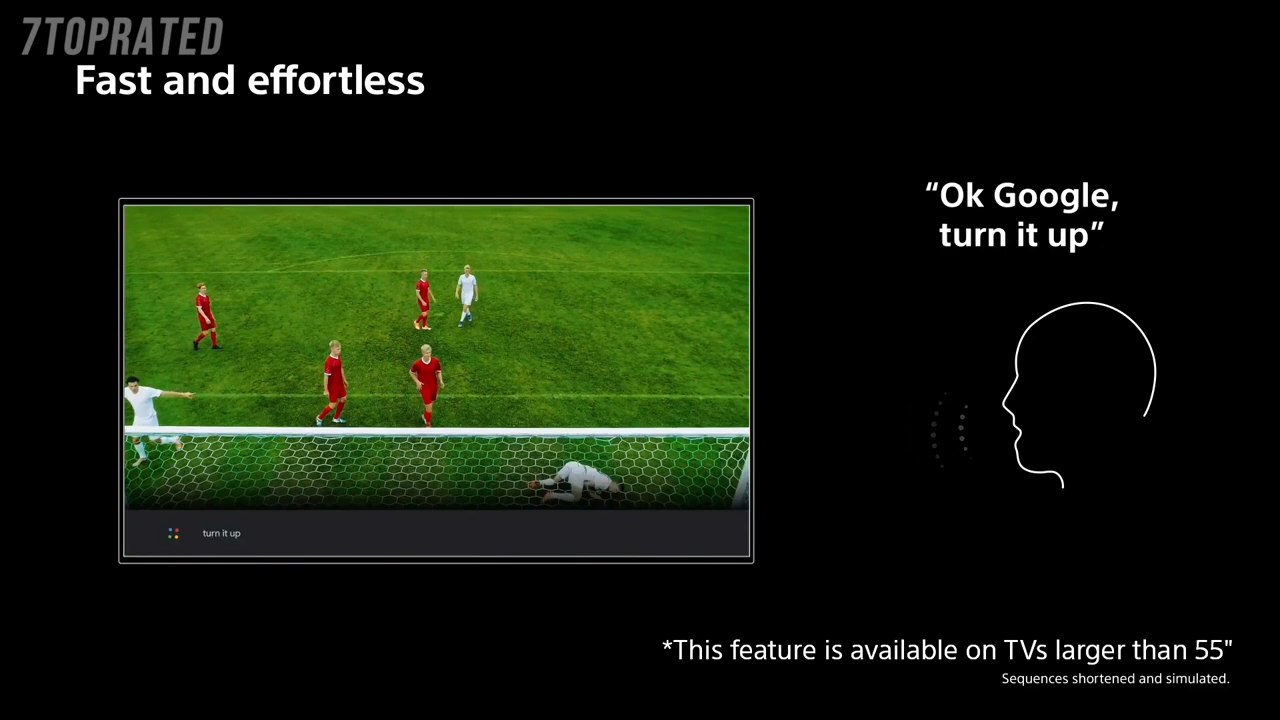 7TOPRATED
Fast and effortless
“Ok Google,
turn it up”
turn it up
*This feature is available on TVs larger than 55"
Sequences shortened and simulated.